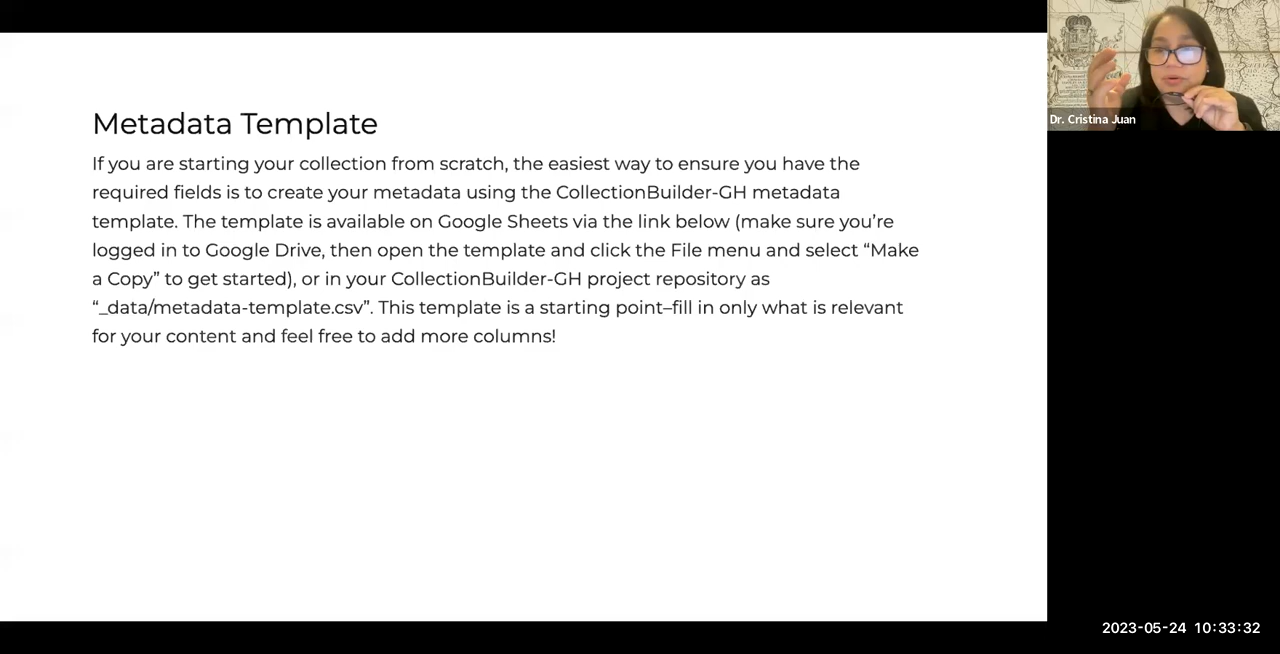 Metadata Template
If you are starting your collection from scratch, the easiest way to ensure you have the
required fields is to create your metadata using the CollectionBuilder-GH metadata
template. The template is available on Google Sheets via the link below (make sure you’re
logged in to Google Drive, then open the template and click the File menu and select “Make
a Copy” to get started), or in your CollectionBuilder-GH project repository as
“_data/metadata-template.csv”. This template is a starting point–fill in only what is relevant
for your content and feel free to add more columns!
Dr. Cristina Juan
2023-05-24 10:33:32